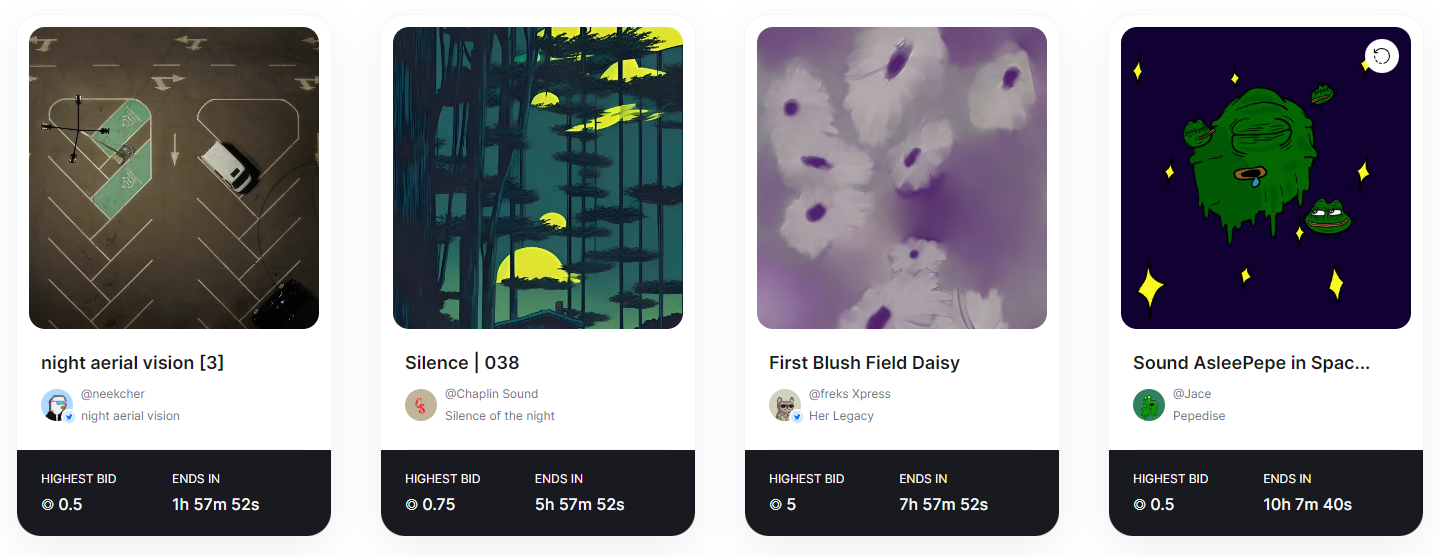 night aerial vision [3]
@neekcher
night aerial vision
HIGHEST BID
ENDS IN
0.5
1h 57m 52s
Silence | 038
@Chaplin Sound
Silence of the night
HIGHEST BID
ENDS IN
0.75
5h 57m 52s
First Blush Field Daisy
@freks Xpress
Her Legacy
HIGHEST BID
ENDS IN
5
7h 57m 52s
Sound AsleePepe in Spac...
@Jace
Pepedise
HIGHEST BID
ENDS IN
0.5
10h 7m 40s